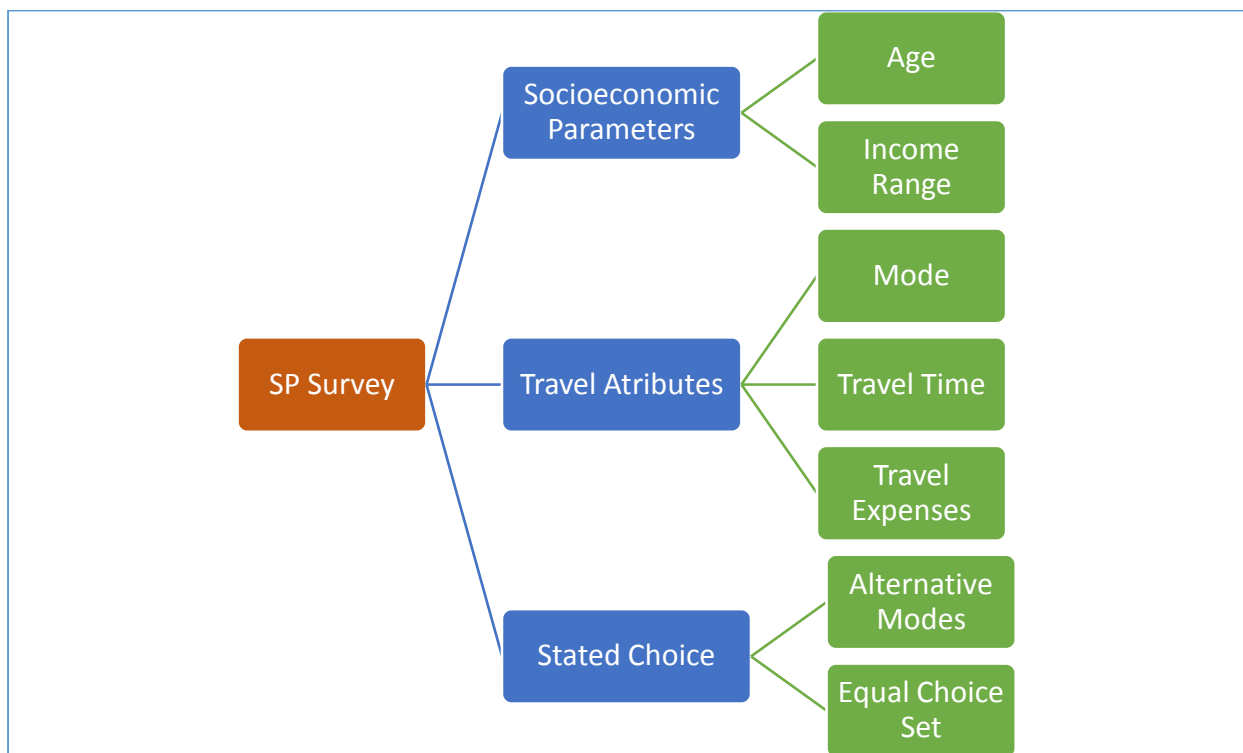 SP Survey
Socioeconomic
Parameters
Age
Income
Range
Travel Atributes
Mode
Travel Time
Travel
Expenses
Stated Choice
Alternative
Modes
Equal Choice
Set